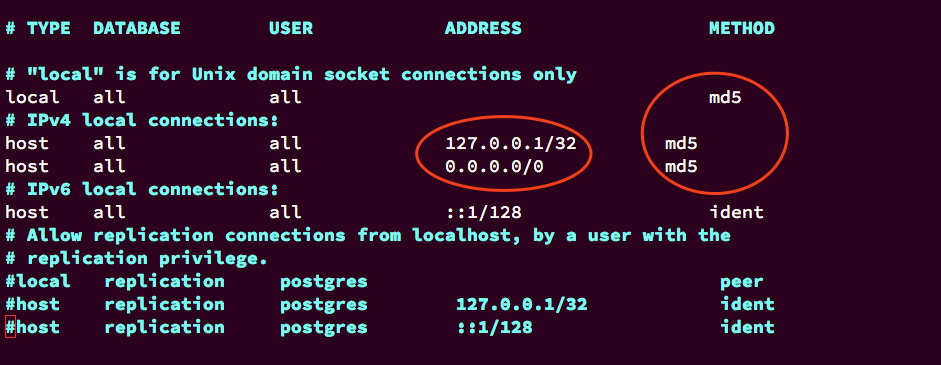 # TYPE  DATABASE        USER            ADDRESS                 METHOD
# "local" is for Unix domain socket connections only
local   all             all                                     md5
# IPv4 local connections:
host    all             all             127.0.0.1/32        md5
host    all             all             0.0.0.0/0           md5
# IPv6 local connections:
host    all             all             ::1/128                 ident
# Allow replication connections from localhost, by a user with the
# replication privilege.
#local   replication     postgres                                peer
#host    replication     postgres        127.0.0.1/32            ident
#host    replication     postgres        ::1/128                 ident